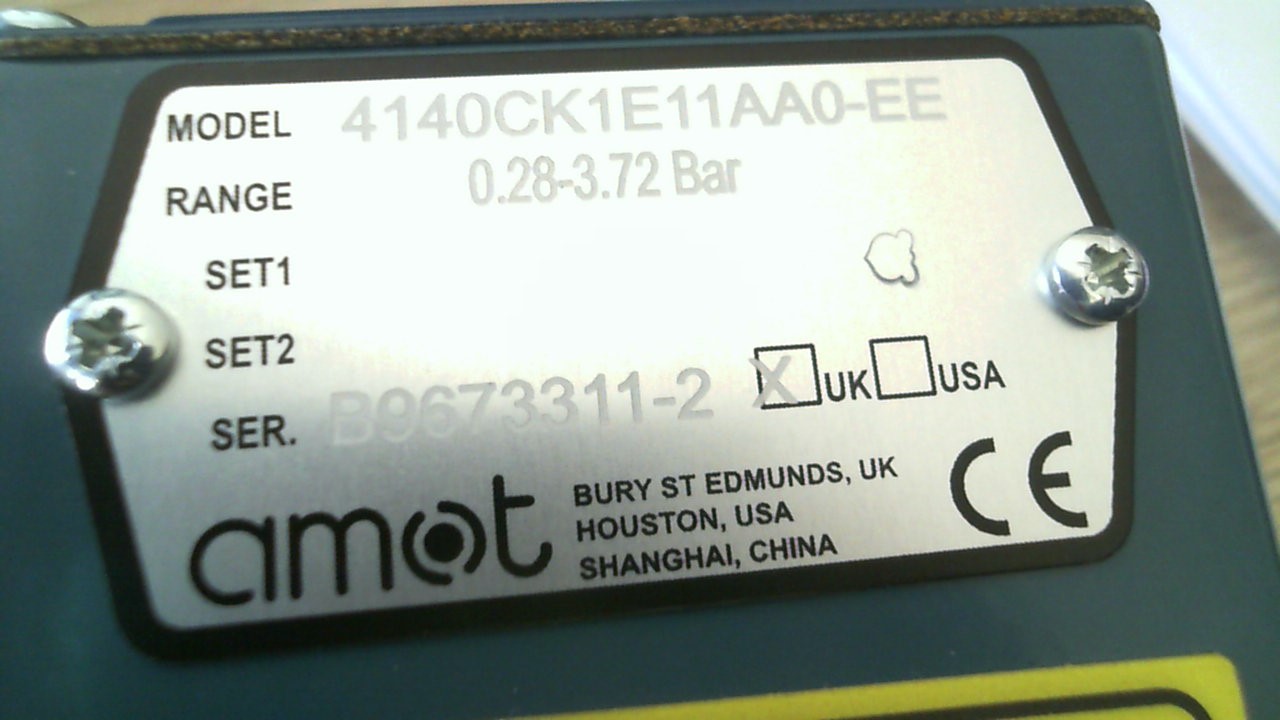 MODEL 4140CK1E11AA0-EE
RANGE 0.28-3.72 Bar
SET1
SET2
SER. B9673311-2 X UK USA
amot
BURY ST EDMUNDS, UK
HOUSTON, USA
SHANGHAI, CHINA
CE